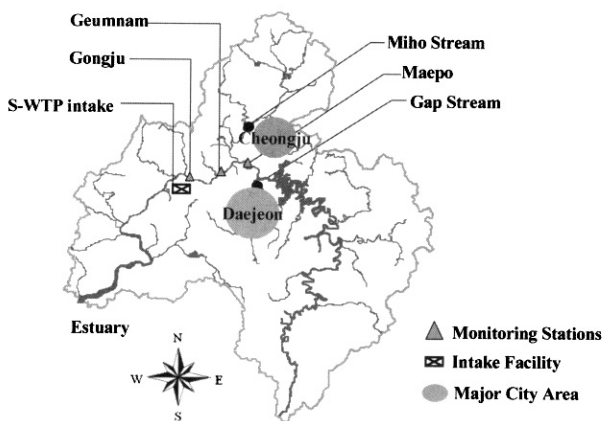 Geumnam
Gongju
S-WTP intake
Miho Stream
Maepo
Gap Stream
Cheongju
Daejeon
Estuary
N
W E
S
Monitoring Stations
Intake Facility
Major City Area